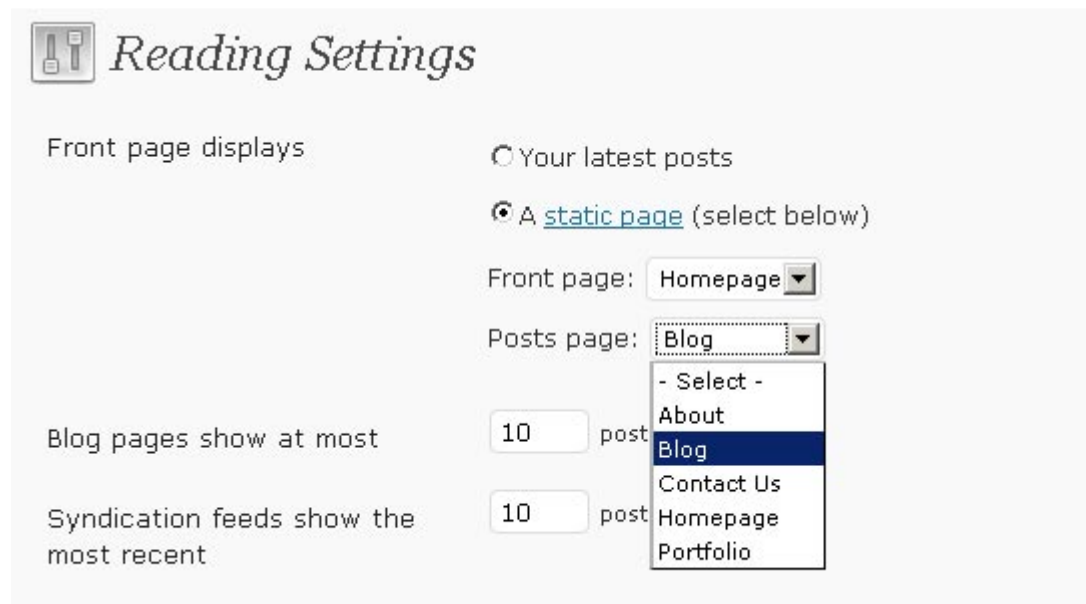 Reading Settings
Front page displays
Your latest posts
A static page (select below)
Front page: Homepage
Posts page: Blog
- Select -
About
Blog
Contact Us
Homepage
Portfolio
Blog pages show at most
10 post
Syndication feeds show the
most recent
10 post